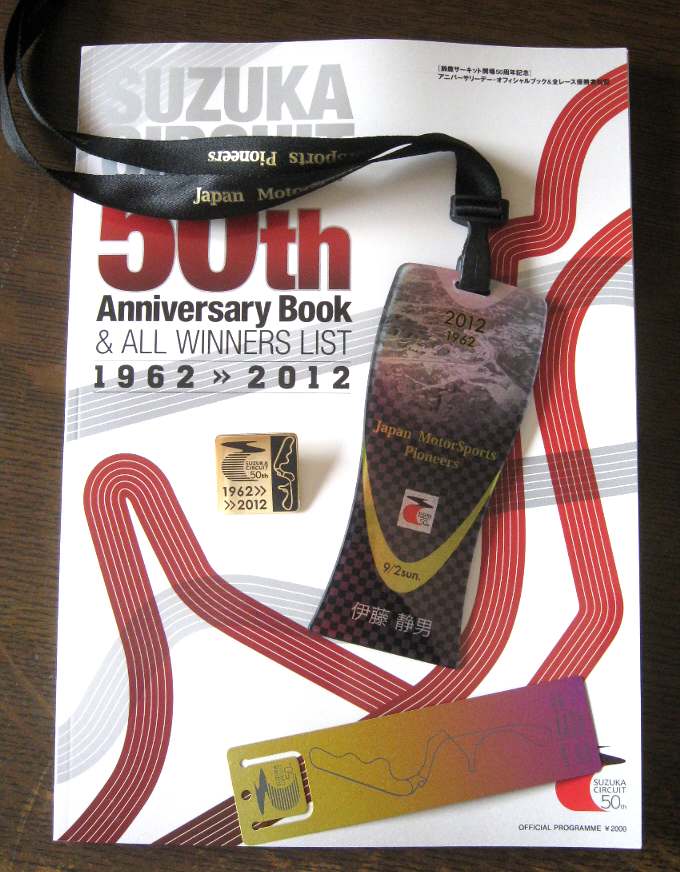 SUZUKA
CIRCUIT
[鈴鹿サーキット開場50周年記念]
アニバーサリーデー・オフィシャルブック&全レース優勝者
Sports Pioneers
Japan MotorSports
50th
Anniversary Book
& ALL WINNERS LIST
1962 >> 2012
2012
1962
Japan MotorSports
Pioneers
9/2sun.
伊藤 静男
SUZUKA
CIRCUIT
50th
1962>>
>>2012
SUZUKA
CIRCUIT
50th
OFFICIAL PROGRAMME ¥2000